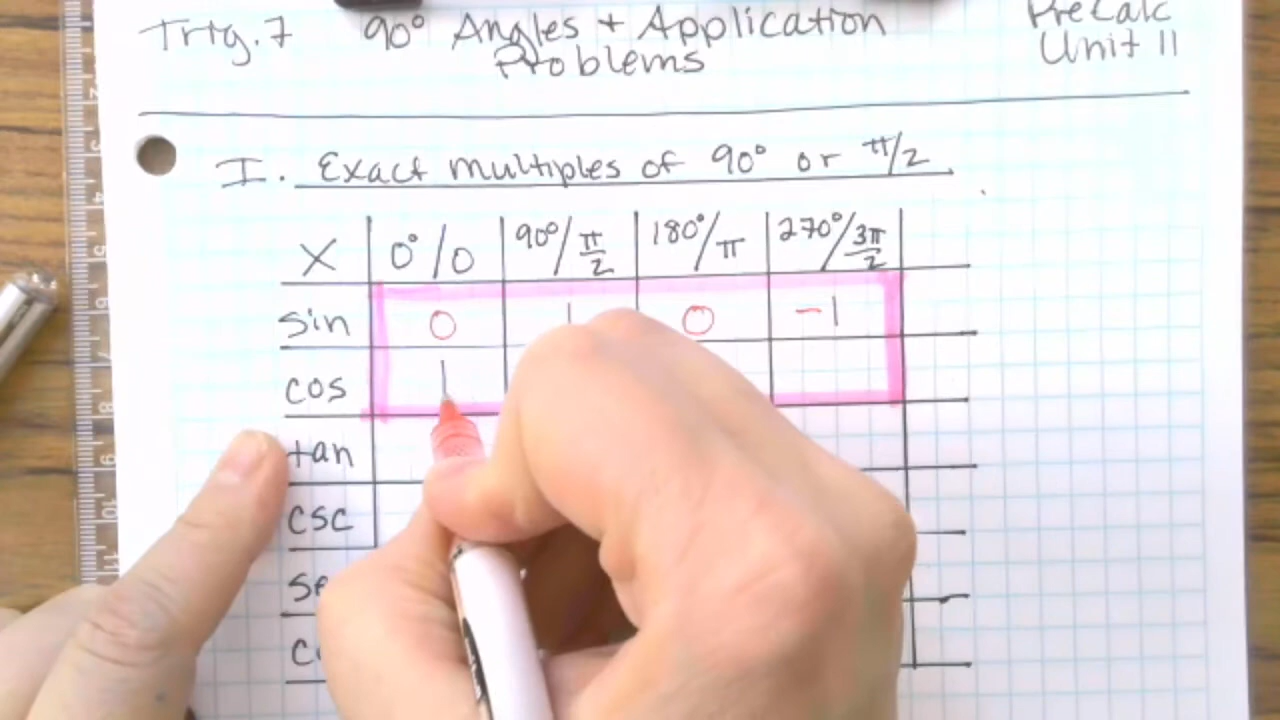 Trig.7 90° Angles + Application Problems
PreCalc Unit 11
I. Exact multiples of 90° or π/2
X 0°/0 90°/π/2 180°/π 270°/3π/2
sin 0 1 0 -1
cos 1
tan
csc